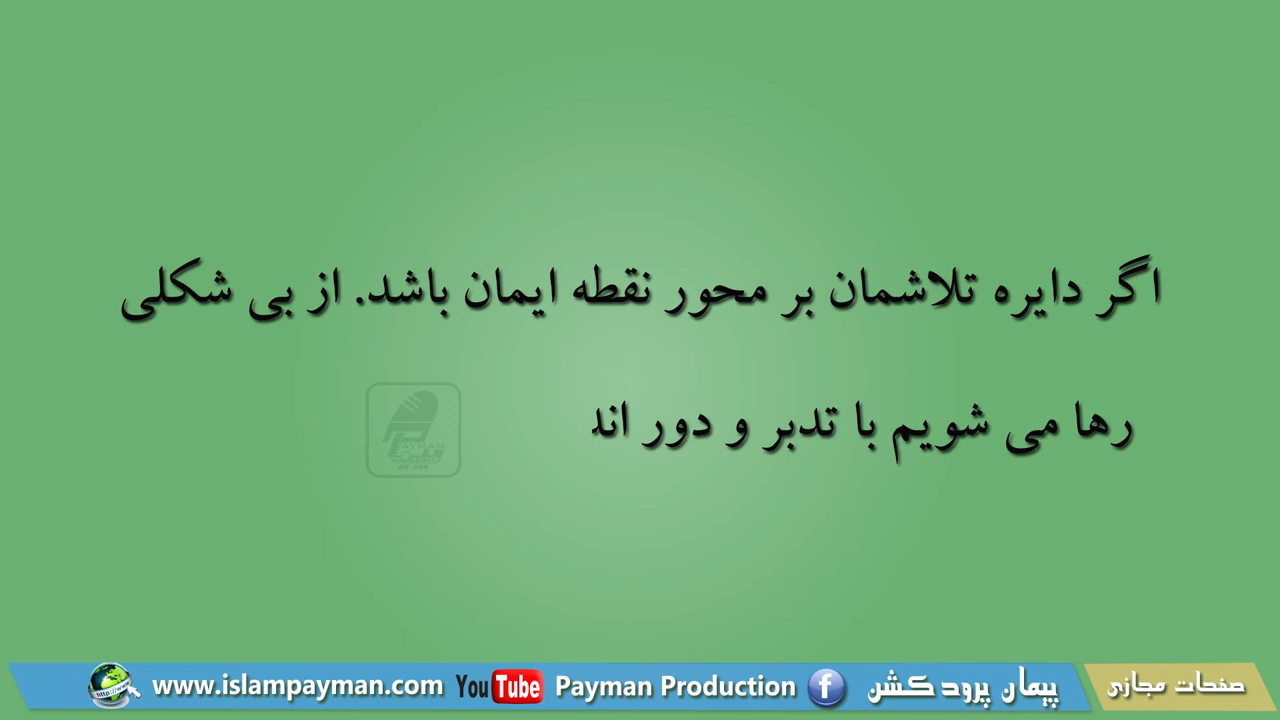 اگر دایره تلاشمان بر محور نقطه ایمان باشد. از بی شکلی
رها می شویم با تدبر و دور اند
www.islampayman.com YouTube Payman Production f پیمان پرودکشن صفحات مجازی